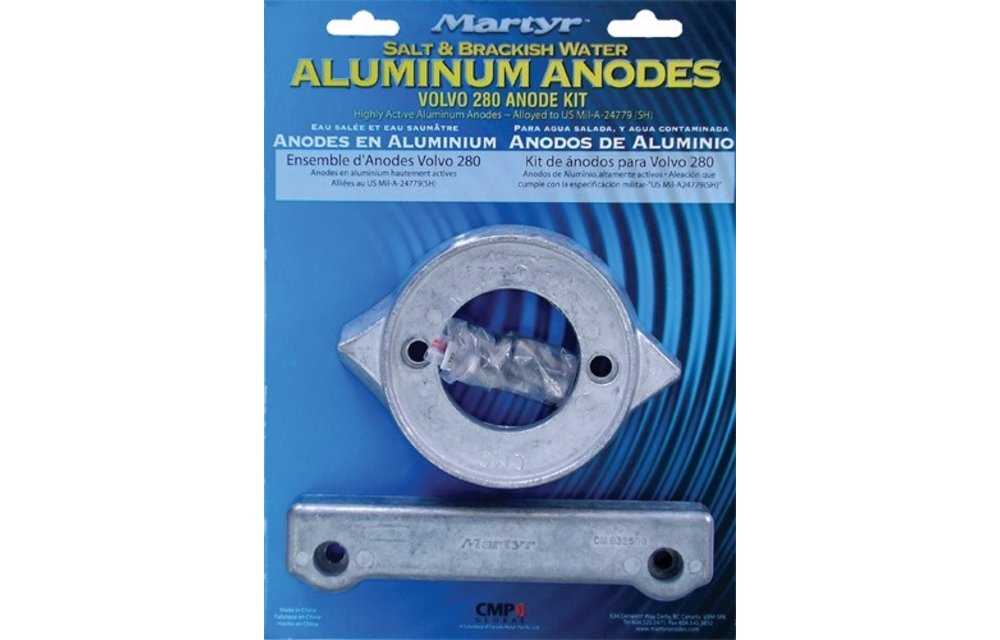 Martyr™
SALT & BRACKISH WATER
ALUMINUM ANODES
VOLVO 280 ANODE KIT
Highly Active Aluminum Anodes ~ Alloyed to US Mil-A-24779 (SH)
EAU SALÉE ET EAU SAUMÂTRE
ANODES EN ALUMINIUM
Ensemble d'Anodes Volvo 280
Anodes en aluminium hautement actives
Alliées au US Mil-A-24779(SH)
PARA AGUA SALADA, Y AGUA CONTAMINADA
ANODOS DE ALUMINIO
Kit de ánodos para Volvo 280
Anodos de Aluminio, altamente activos - Aleación que
cumple con la especificación militar-"US Mil-A24779(SH)"
Martyr
CMP
Martyr
CM832598
Made in China
Fabriqué en China
Hecho en China
CMP
GLOBAL
www.martyranodes.com